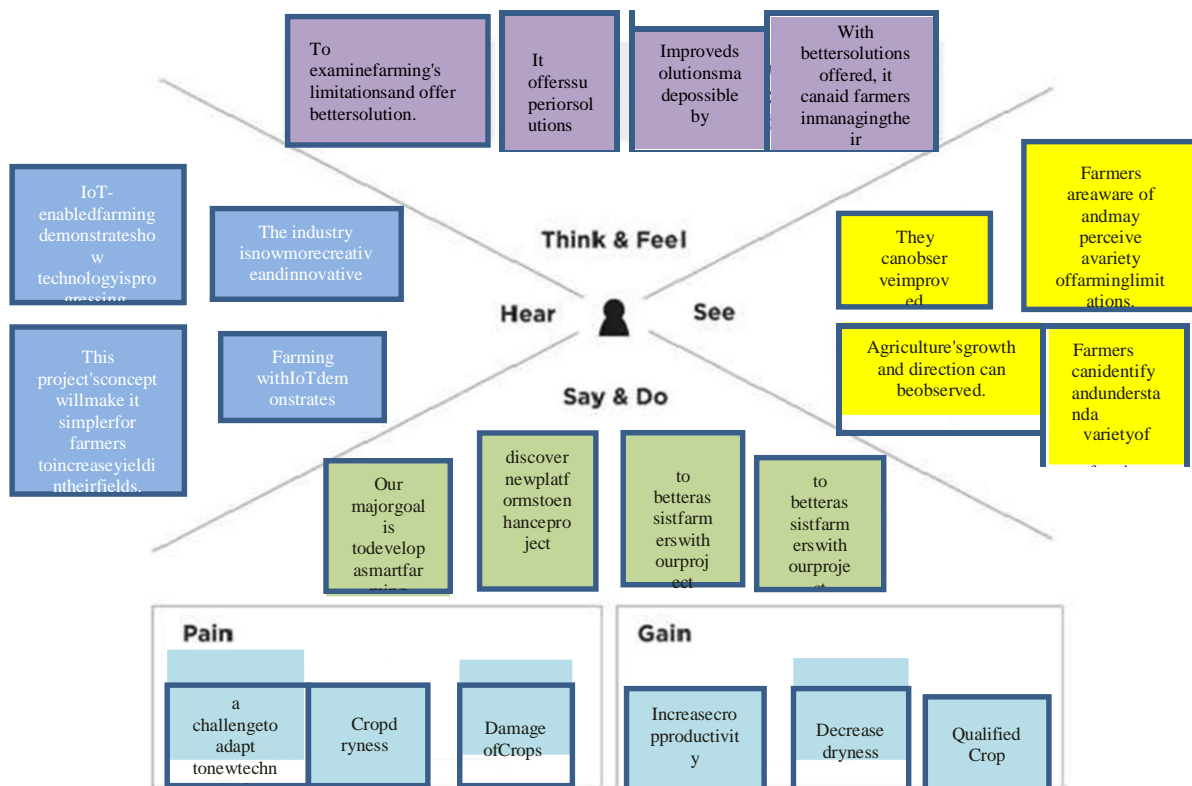 To
examinefarming's
limitationsand offer
bettersolution.
It
offerssu
periorsol
utions
Improveds
olutionsma
depossible
by
With
bettersolutions
offered, it
canaid farmers
inmanagingthe
ir
IoT-
enabledfarming
demonstratesho
w
technologyispro
gressing.
The industry
isnowmorecreativ
eandinnovative
This
project'sconcept
willmake it
simplerfor
farmers
toincreaseyieldi
ntheirfields.
Farming
withIoTdem
onstrates
Think & Feel
Hear
See
Say & Do
They
canobser
veimprov
ed
Farmers
areaware of
andmay
perceive
avariety
offarminglimit
ations.
Agriculture'sgrowth
and direction can
beobserved.
Farmers
canidentify
andundersta
nda
varietyof
Our
majorgoal
is
todevelop
asmartfar
ming
discover
newplatf
ormstoen
hancepro
ject
to
betteras
sistfarm
erswith
ourproj
ect
to
betteras
sistfarm
erswith
ourproje
ct
Pain
a
challengeto
adapt
tonewtechn
Cropd
ryness
Damage
ofCrops
Gain
Increasecro
pproductivit
y
Decrease
dryness
Qualified
Crop